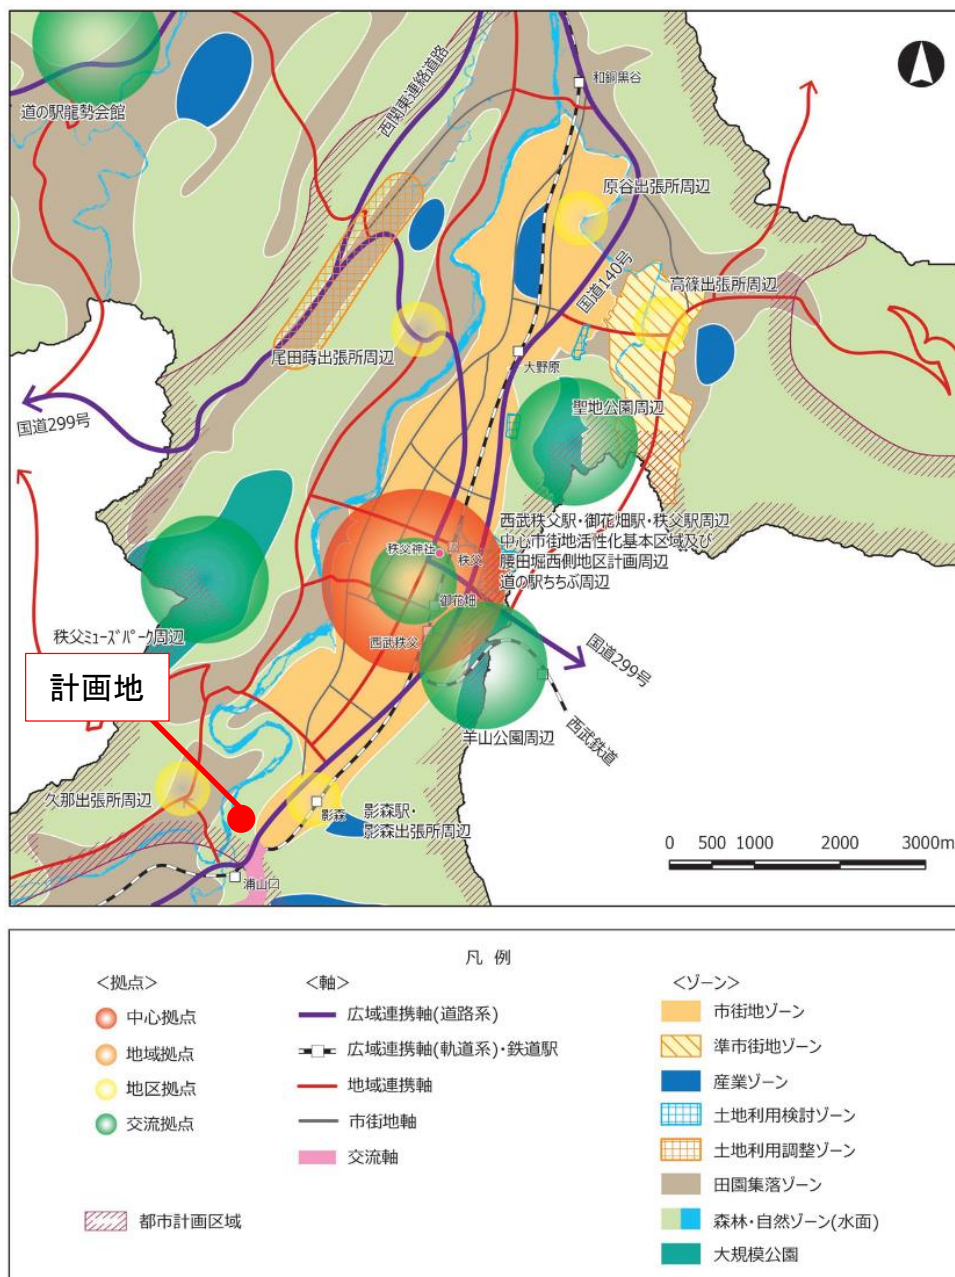 和銅黒谷
西関東連絡道路
道の駅龍勢会館
原谷出張所周辺
国道140号
高篠出張所周辺
尾田蒔出張所周辺
大野原
国道299号
聖地公園周辺
西武秩父駅・御花畑駅・秩父駅周辺
中心市街地活性化基本区域及び
腰田堀西側地区計画周辺
道の駅ちちぶ周辺
秩父神社
秩父
御花畑
秩父ミューズパーク周辺
西武秩父
国道299号
計画地
羊山公園周辺
西武鉄道
久那出張所周辺
影森
影森駅・
影森出張所周辺
浦山口
0 500 1000 2000 3000m
凡 例
<拠点>
中心拠点
地域拠点
地区拠点
交流拠点
都市計画区域
<軸>
広域連携軸(道路系)
広域連携軸(軌道系)・鉄道駅
地域連携軸
市街地軸
交流軸
<ゾーン>
市街地ゾーン
準市街地ゾーン
産業ゾーン
土地利用検討ゾーン
土地利用調整ゾーン
田園集落ゾーン
森林・自然ゾーン(水面)
大規模公園